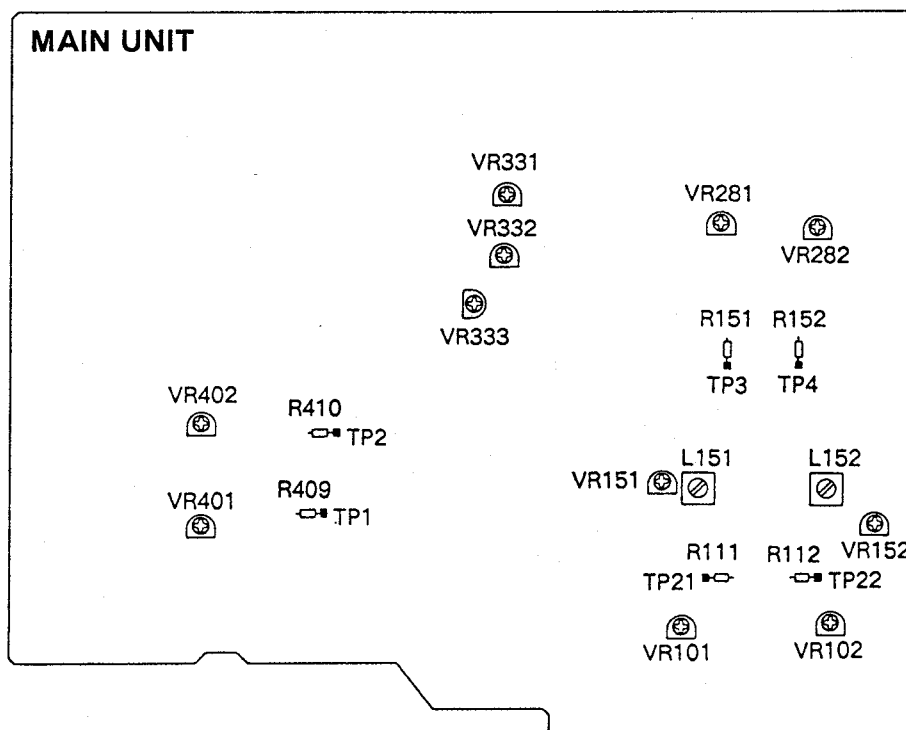 MAIN UNIT
VR331
VR281
VR332
VR282
VR333
R151 R152
TP3 TP4
VR402
R410
TP2
L151 L152
VR151
R409
VR401
TP1
VR152
R111 R112
TP21 TP22
VR101 VR102